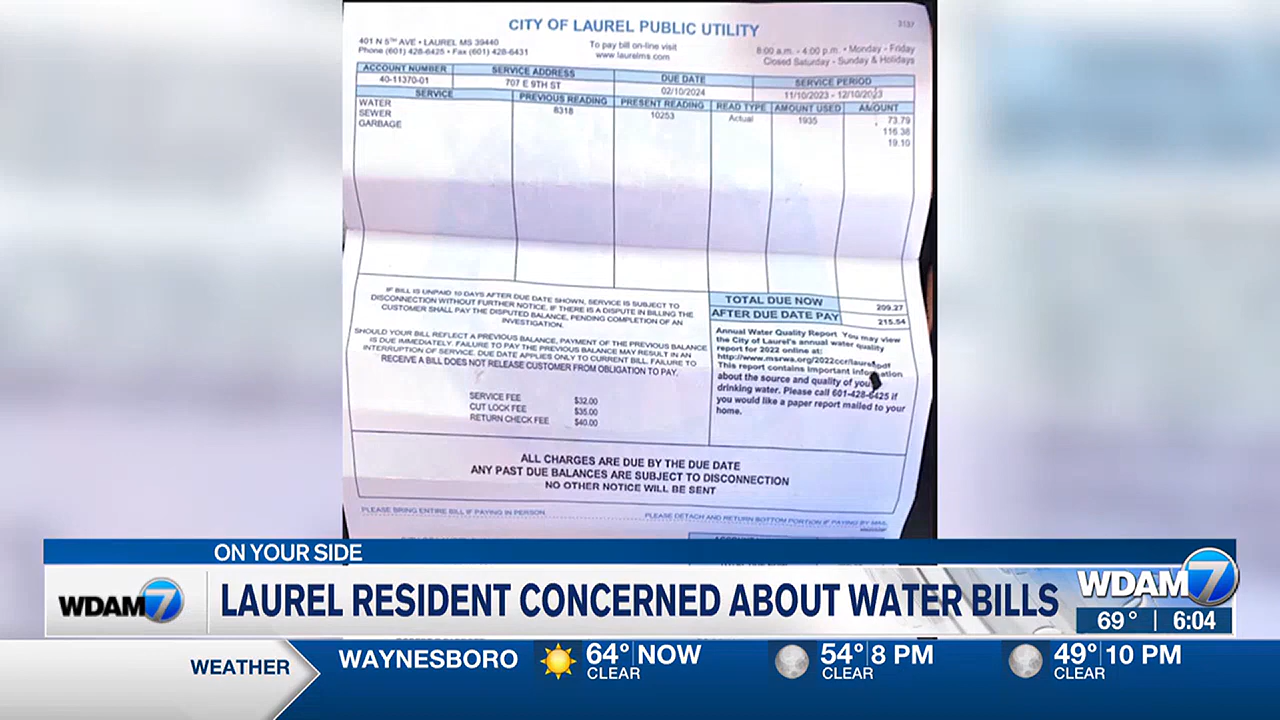 CITY OF LAUREL PUBLIC UTILITY
3137
401 N 5TH AVE • LAUREL MS 39440
Phone (601) 428-6425 • Fax (601) 428-6431
To pay bill on-line visit
www.laurelms.com
8:00 a.m. - 4:00 p.m. • Monday - Friday
Closed Saturday - Sunday & Holidays
ACCOUNT NUMBER SERVICE ADDRESS DUE DATE SERVICE PERIOD
40-11370-01 707 E 9TH ST 02/10/2024 11/10/2023 - 12/10/2023
SERVICE PREVIOUS READING PRESENT READING READ TYPE AMOUNT USED AMOUNT
WATER 8318 10253 Actual 1935 73.79
SEWER 116.38
GARBAGE 19.10
IF BILL IS UNPAID 10 DAYS AFTER DUE DATE SHOWN, SERVICE IS SUBJECT TO
DISCONNECTION WITHOUT FURTHER NOTICE. IF THERE IS A DISPUTE IN BILLING THE
CUSTOMER SHALL PAY THE DISPUTED BALANCE, PENDING COMPLETION OF AN
INVESTIGATION.
SHOULD YOUR BILL REFLECT A PREVIOUS BALANCE, PAYMENT OF THE PREVIOUS BALANCE
IS DUE IMMEDIATELY. FAILURE TO PAY THE PREVIOUS BALANCE MAY RESULT IN AN
INTERRUPTION OF SERVICE. DUE DATE APPLIES ONLY TO CURRENT BILL. FAILURE TO
RECEIVE A BILL DOES NOT RELEASE CUSTOMER FROM OBLIGATION TO PAY.
SERVICE FEE $32.00
CUT LOCK FEE $35.00
RETURN CHECK FEE $40.00
TOTAL DUE NOW 209.27
AFTER DUE DATE PAY 215.54
Annual Water Quality Report You may view
the City of Laurel's annual water quality
report for 2022 online at:
http://www.msrwa.org/2022ccr/laurel.pdf
This report contains important information
about the source and quality of your
drinking water. Please call 601-428-6425 if
you would like a paper report mailed to your
home.
ALL CHARGES ARE DUE BY THE DUE DATE
ANY PAST DUE BALANCES ARE SUBJECT TO DISCONNECTION
NO OTHER NOTICE WILL BE SENT
PLEASE BRING ENTIRE BILL IF PAYING IN PERSON
PLEASE DETACH AND RETURN BOTTOM PORTION IF PAYING BY MAIL
ON YOUR SIDE
WDAM 7
LAUREL RESIDENT CONCERNED ABOUT WATER BILLS
WDAM 7
69° | 6:04
WEATHER
WAYNESBORO 64° NOW 54° 8 PM 49° 10 PM
CLEAR CLEAR CLEAR